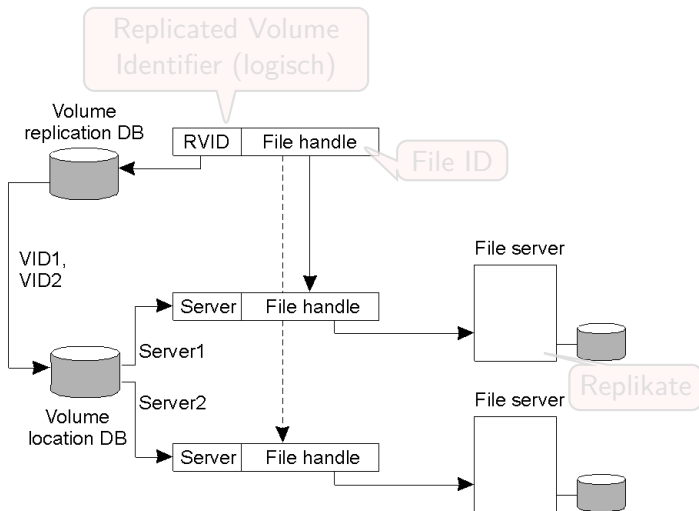 Replicated Volume
Identifier (logisch)
Volume
replication DB
RVID
File handle
File ID
VID1,
VID2
File server
Server
File handle
Server1
Replikate
Server2
File server
Volume
location DB
Server
File handle